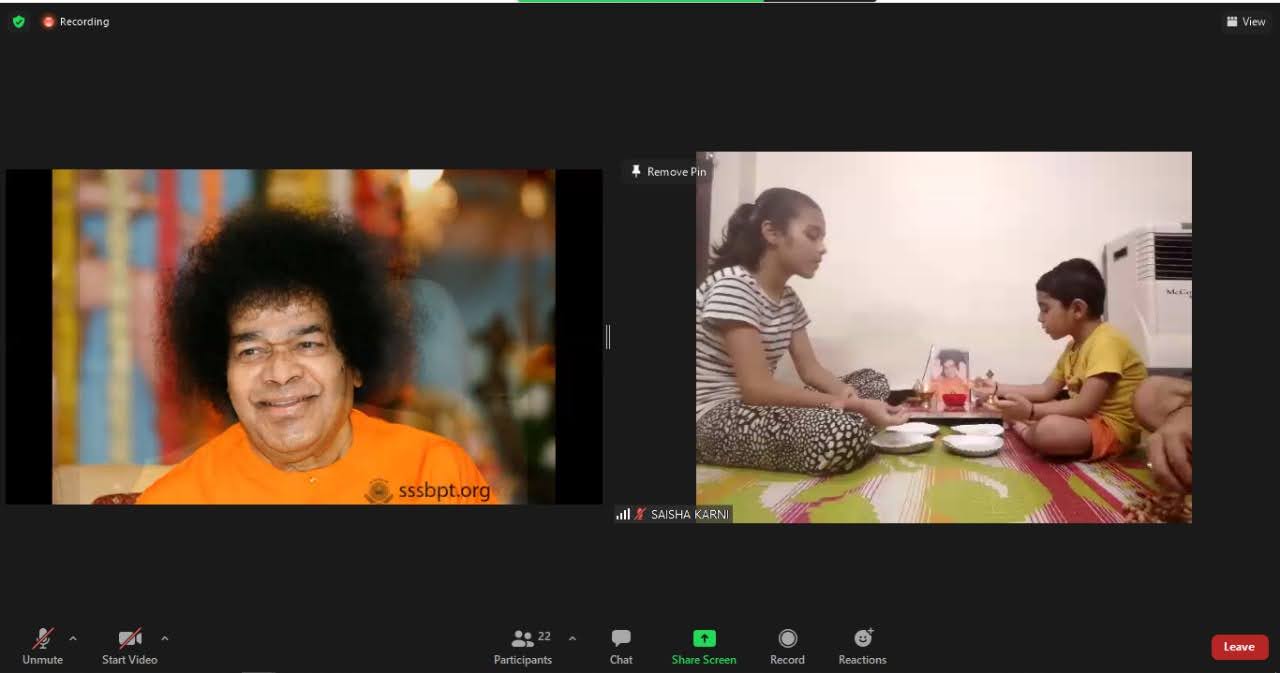 Recording
View
Remove Pin
McCo
sssbpt.org
SAISHA KARNI
Unmute
Start Video
22
Participants
Chat
Share Screen
Record
Reactions
Leave